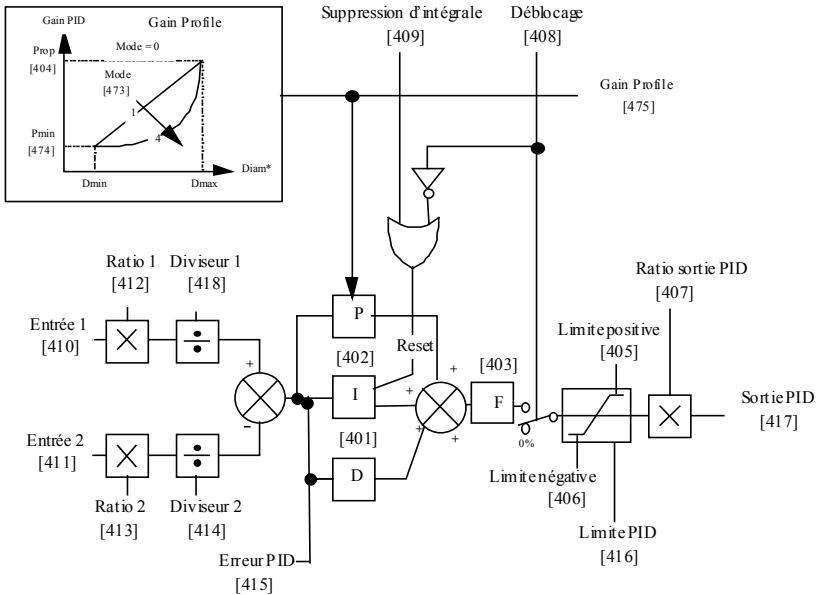 Gain PID
Gain Profile
Mode = 0
Prop
[404]
Mode
[473]
1
4
Pmin
[474]
Diam*
Dmin
Dmax
Suppression d'intégrale
[409]
Déblocage
[408]
Gain Profile
[475]
Ratio 1
[412]
Diviseur 1
[418]
Entrée 1
[410]
+
-
Entrée 2
[411]
Ratio 2
[413]
Diviseur 2
[414]
Erreur PID
[415]
P
[402]
Reset
I
[401]
D
+
+
+
+
[403]
F
0%
Ratio sortie PID
[407]
Limite positive
[405]
Sortie PID
[417]
Limite négative
[406]
Limite PID
[416]